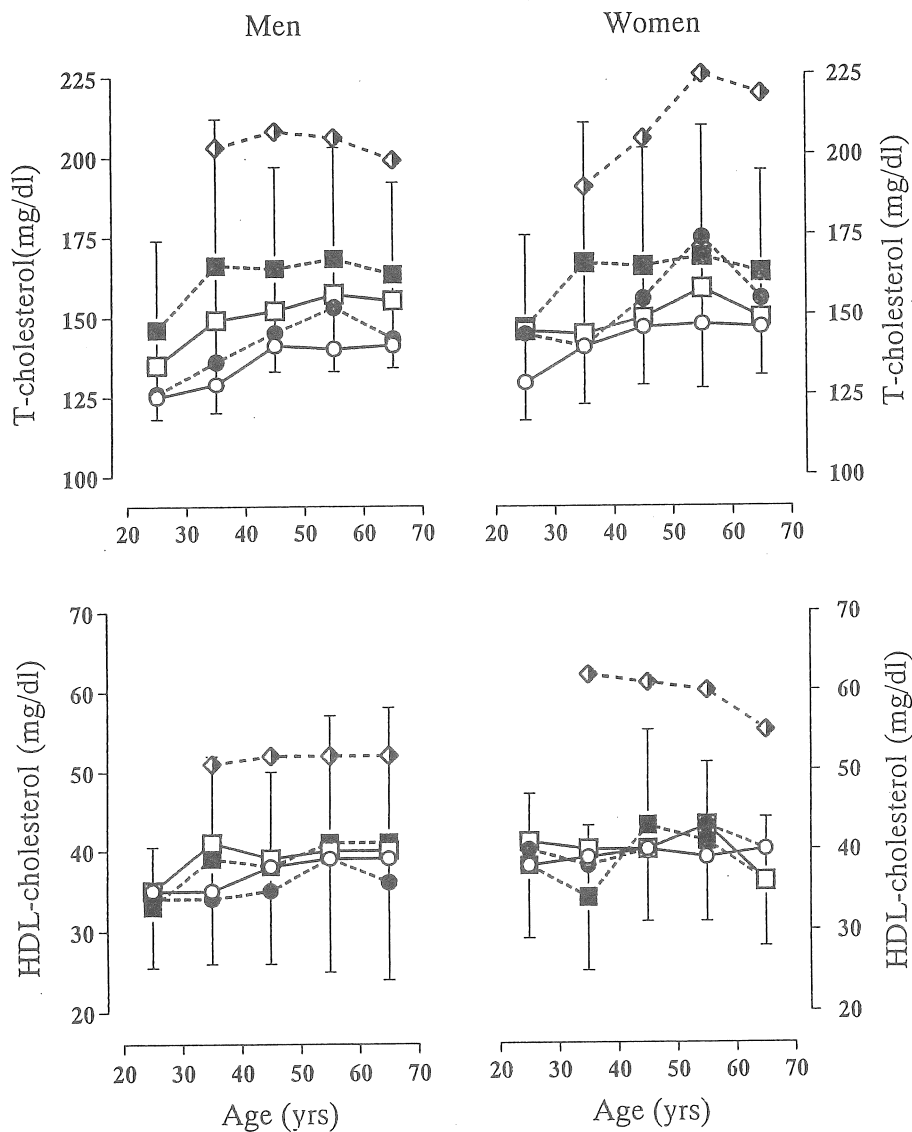 Men
Women
225
200
175
150
125
100
T-cholesterol(mg/dl)
20 30 40 50 60 70
225
200
175
150
125
100
T-cholesterol (mg/dl)
20 30 40 50 60 70
70
60
50
40
30
20
HDL-cholesterol (mg/dl)
20 30 40 50 60 70
Age (yrs)
70
60
50
40
30
20
HDL-cholesterol (mg/dl)
20 30 40 50 60 70
Age (yrs)